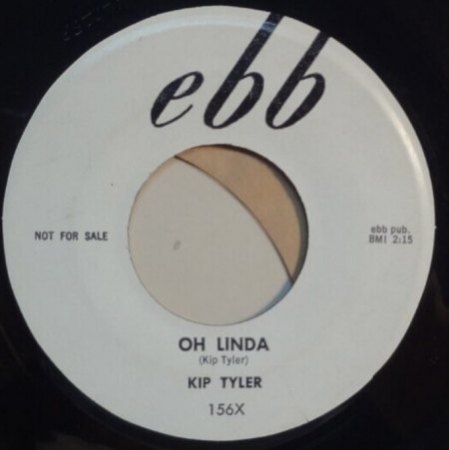 ebb
NOT FOR SALE
ebb pub.
BMI 2:15
OH LINDA
(Kip Tyler)
KIP TYLER
156X